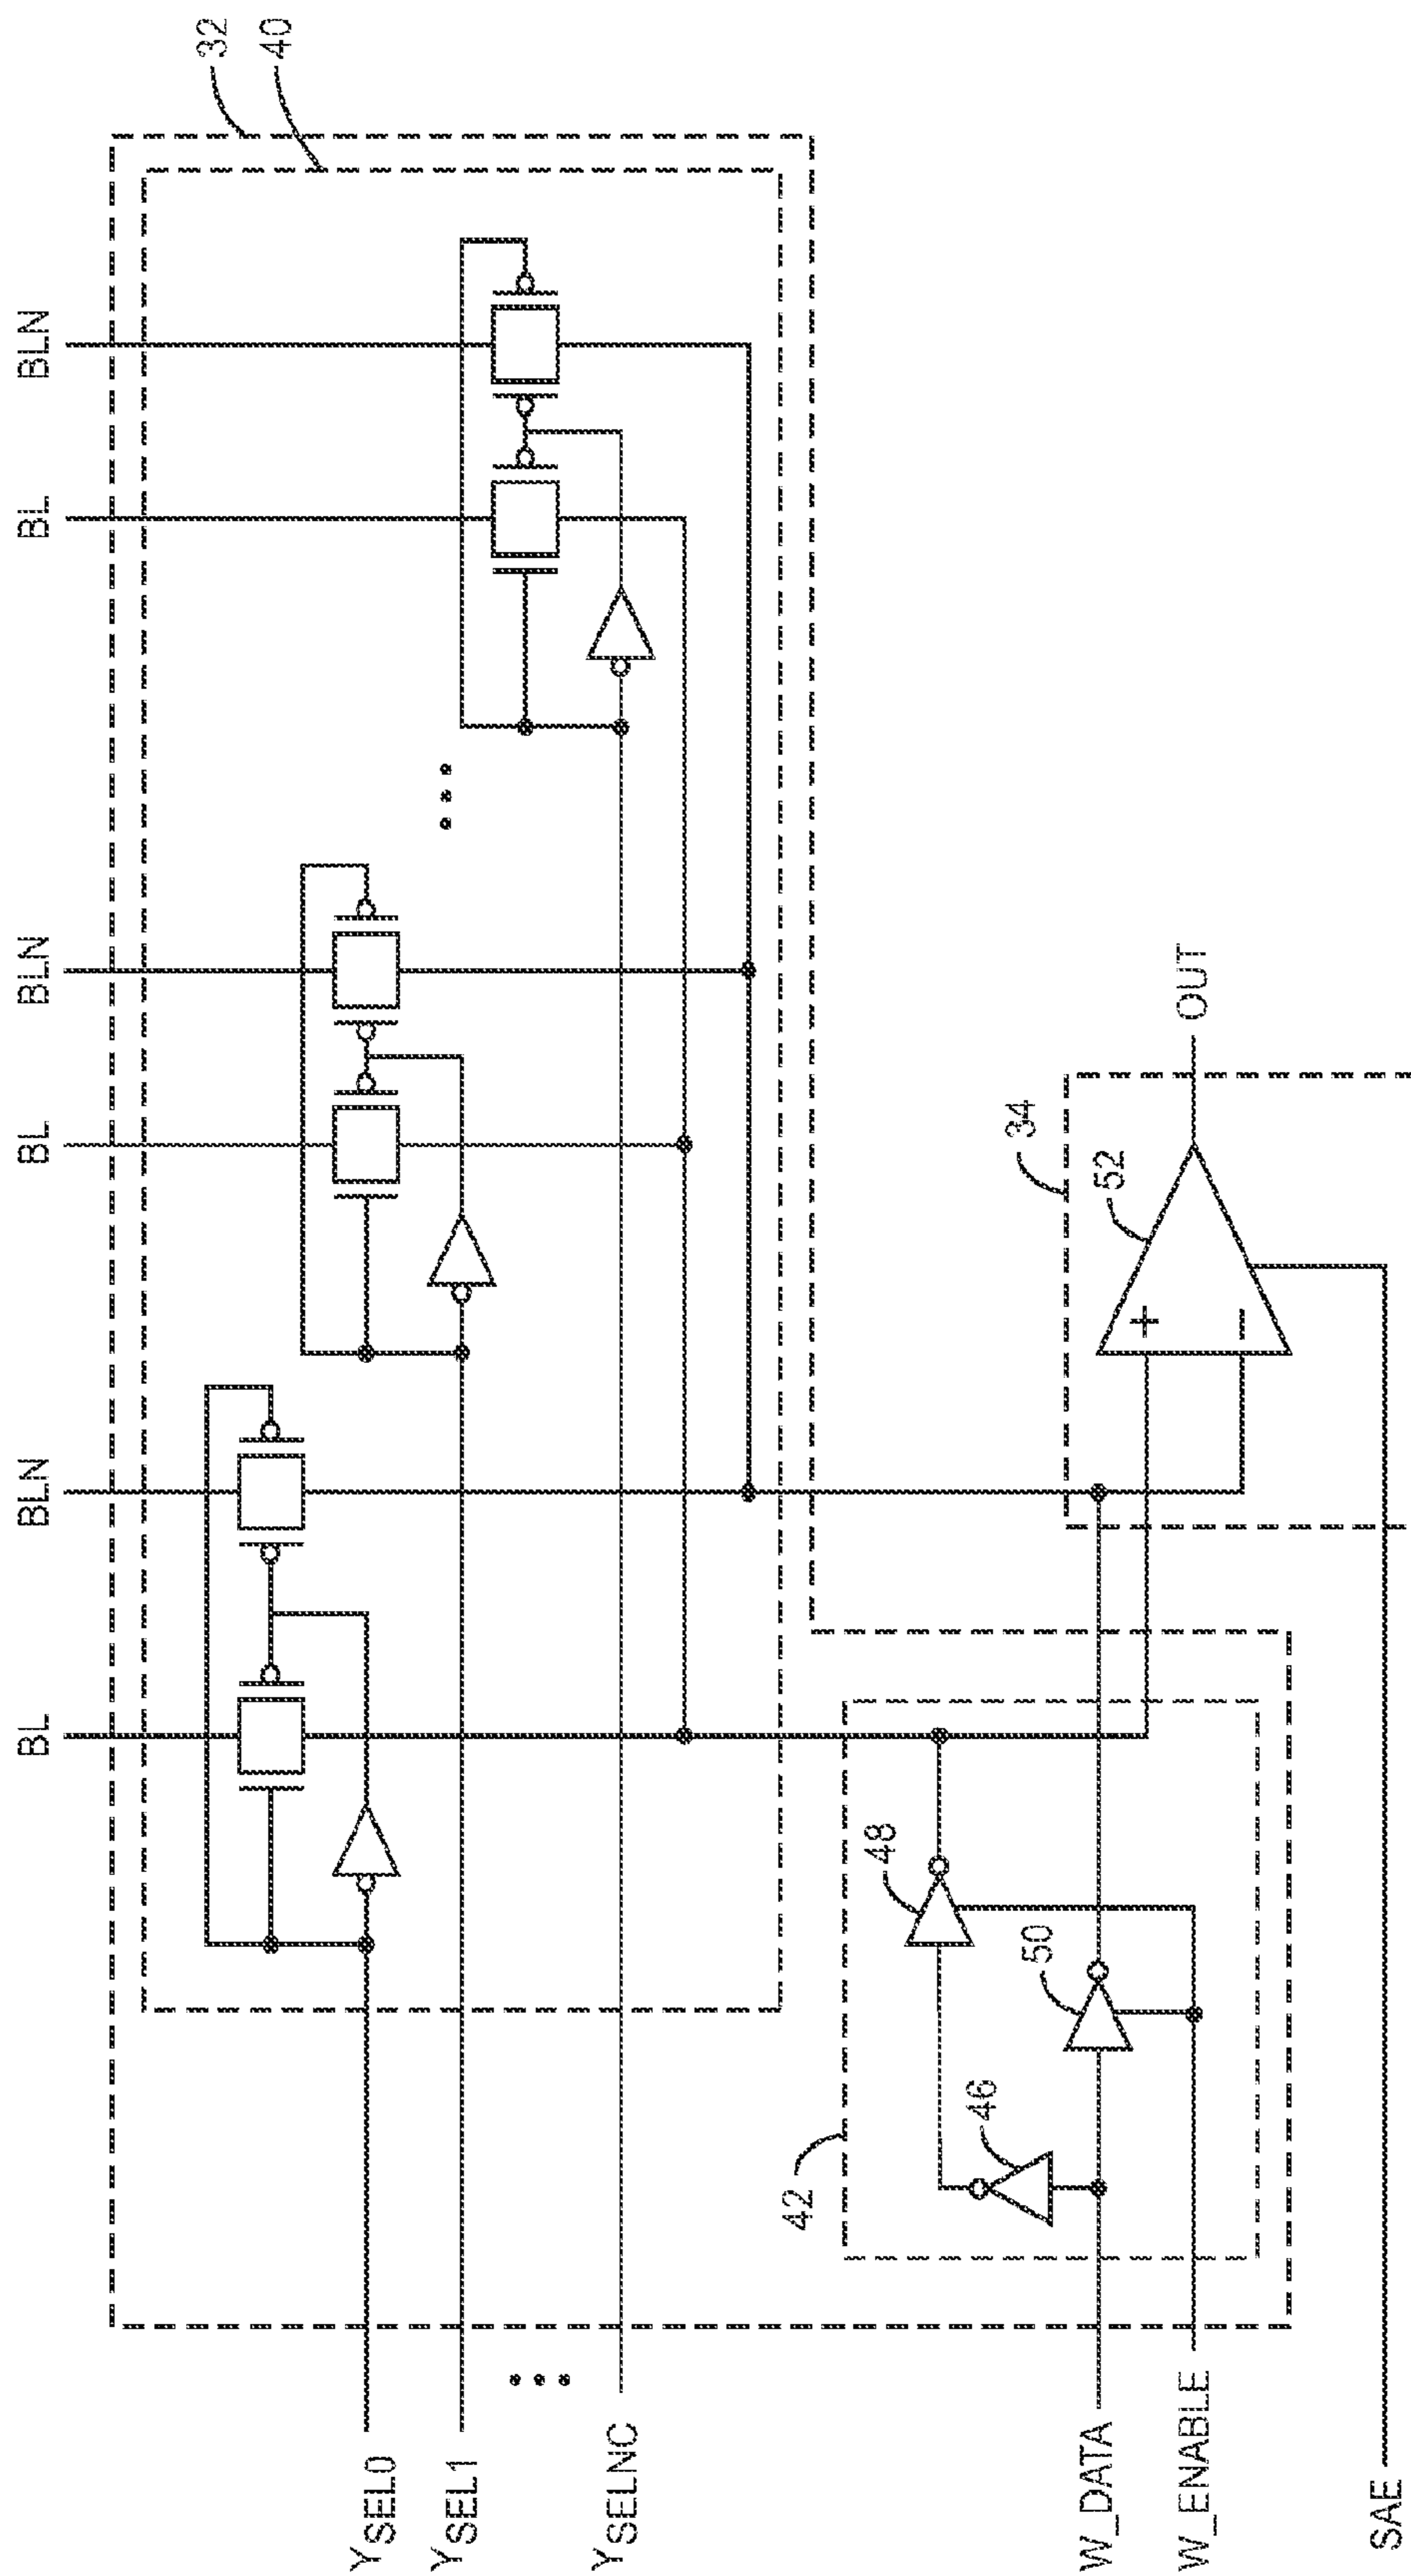 32
40
BL
BLN
BL
BLN
BL
BLN
YSEL0
YSEL1
YSELNC
W_DATA
W_ENABLE
SAE
42
46
48
50
34
52
+
−
OUT